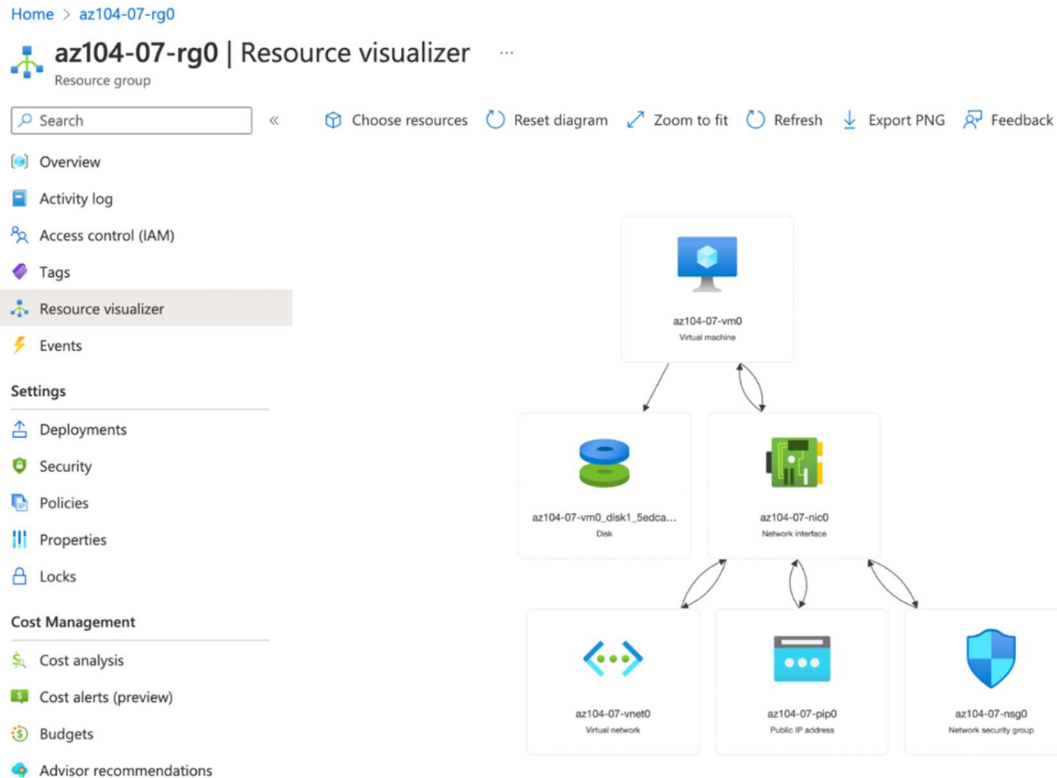 Home > az104-07-rg0
az104-07-rg0 | Resource visualizer ...
Resource group
Search
«
Choose resources
Reset diagram
Zoom to fit
Refresh
Export PNG
Feedback
Overview
Activity log
Access control (IAM)
Tags
Resource visualizer
Events
Settings
Deployments
Security
Policies
Properties
Locks
Cost Management
Cost analysis
Cost alerts (preview)
Budgets
Advisor recommendations
az104-07-vm0
Virtual machine
az104-07-vm0_disk1_5edca...
Disk
az104-07-nic0
Network interface
az104-07-vnet0
Virtual network
az104-07-pip0
Public IP address
az104-07-nsg0
Network security group